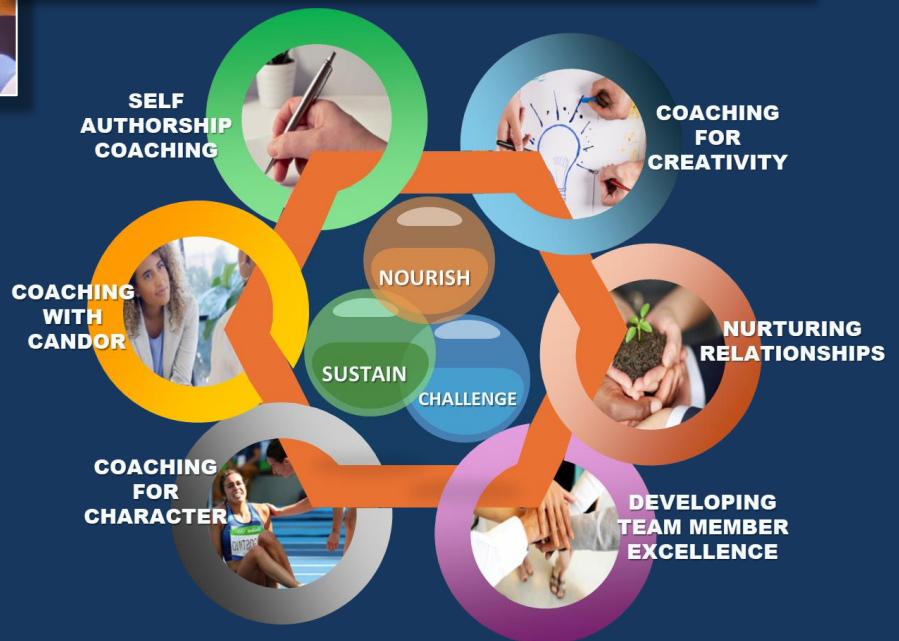 SELF
AUTHORSHIP
COACHING
COACHING
FOR
CREATIVITY
NOURISH
COACHING
WITH
CANDOR
NURTURING
RELATIONSHIPS
SUSTAIN
CHALLENGE
COACHING
FOR
CHARACTER
DEVELOPING
TEAM MEMBER
EXCELLENCE